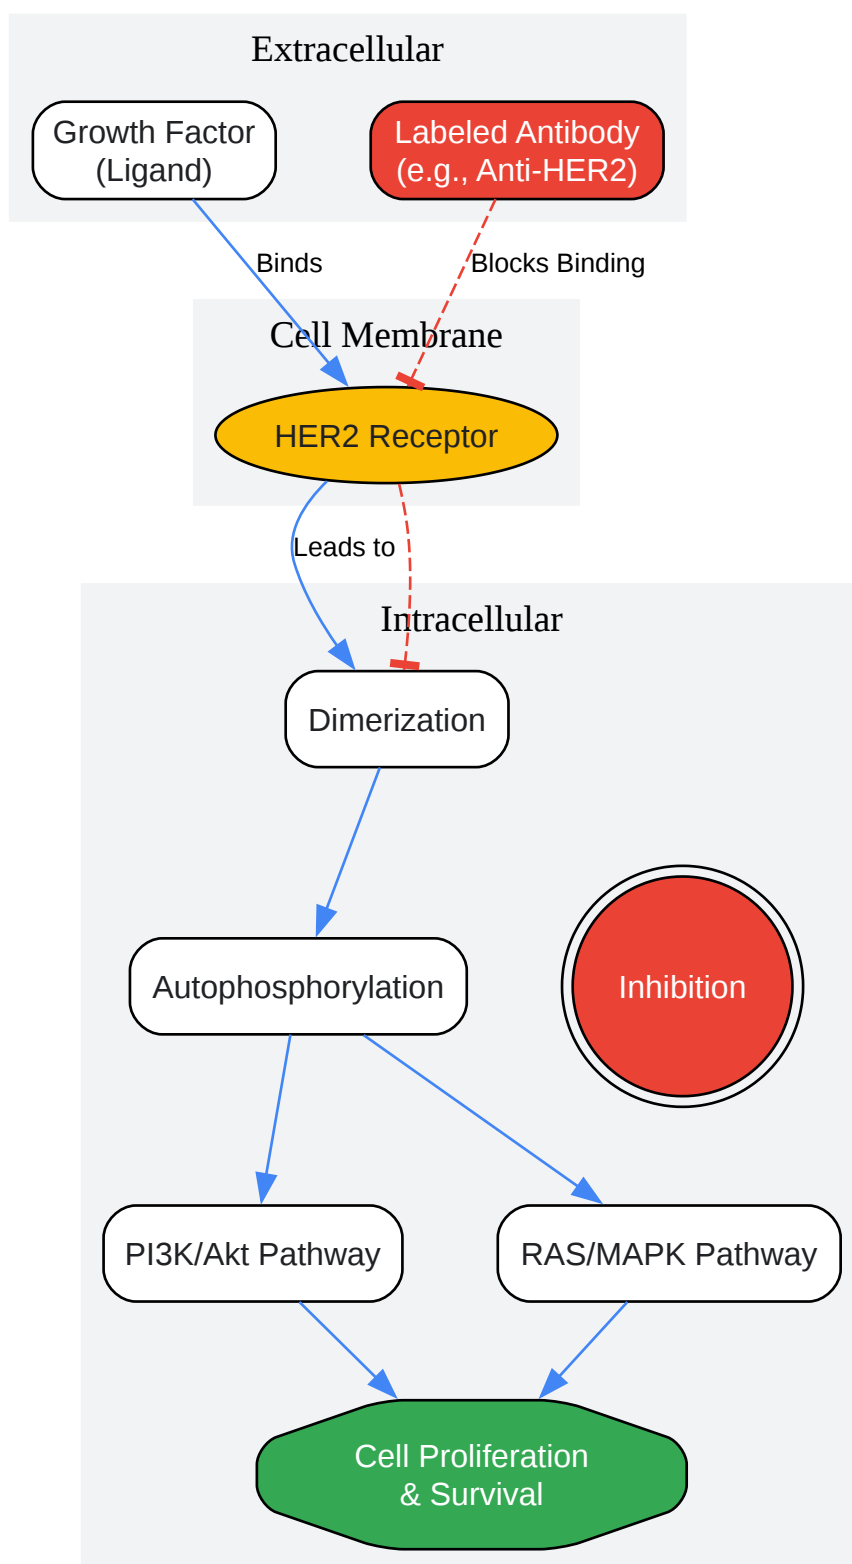 Extracellular
Growth Factor
(Ligand)
Labeled Antibody
(e.g., Anti-HER2)
Binds
Blocks Binding
Cell Membrane
HER2 Receptor
Leads to
Intracellular
Dimerization
Autophosphorylation
Inhibition
PI3K/Akt Pathway
RAS/MAPK Pathway
Cell Proliferation
& Survival